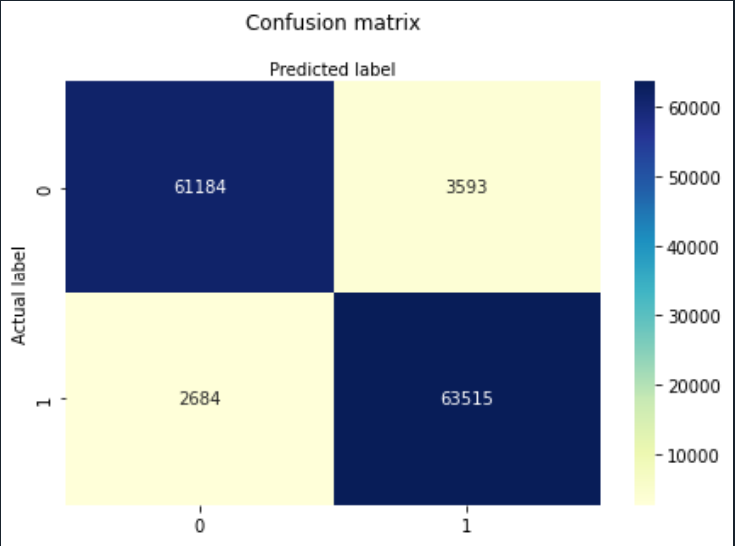 Confusion matrix
Predicted label
60000
0 61184 3593
50000
40000
Actual label
30000
20000
1 2684 63515
10000
0 1